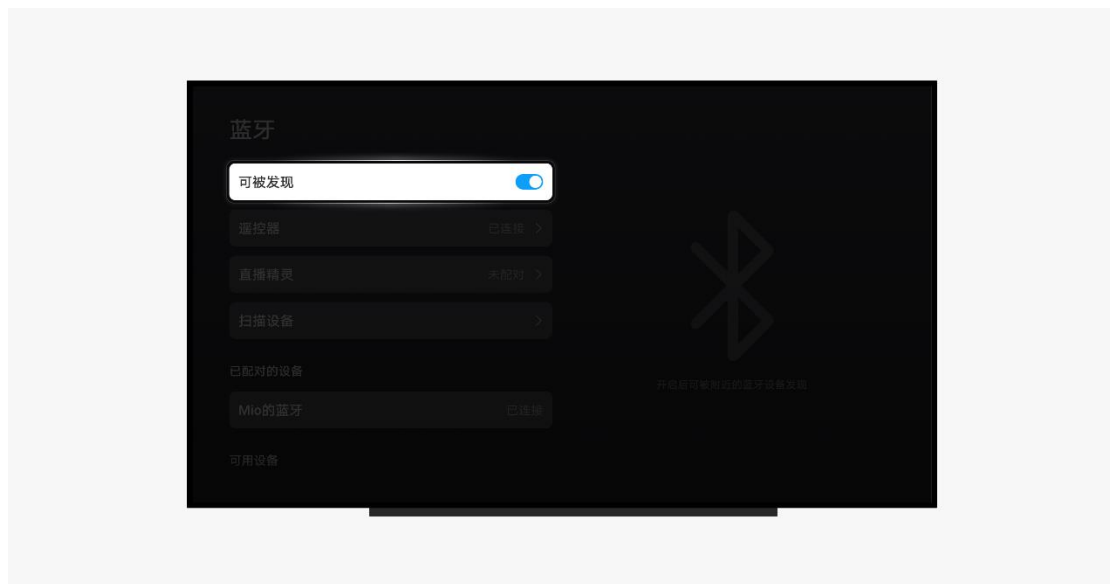 蓝牙
可被发现
遥控器 已连接
直播精灵 未配对
扫描设备
已配对的设备
Mio的蓝牙 已连接
可用设备
开启后可被附近的蓝牙设备发现